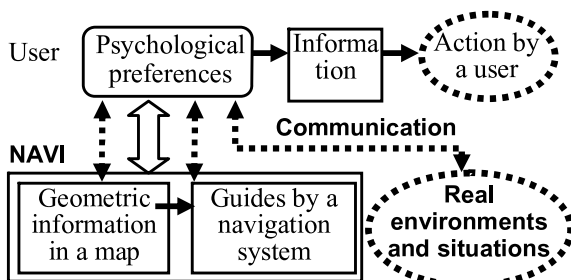 User
Psychological
preferences
Informa
tion
Action by
a user
Communication
NAVI
Geometric
information
in a map
Guides by a
navigation
system
Real
environments
and situations